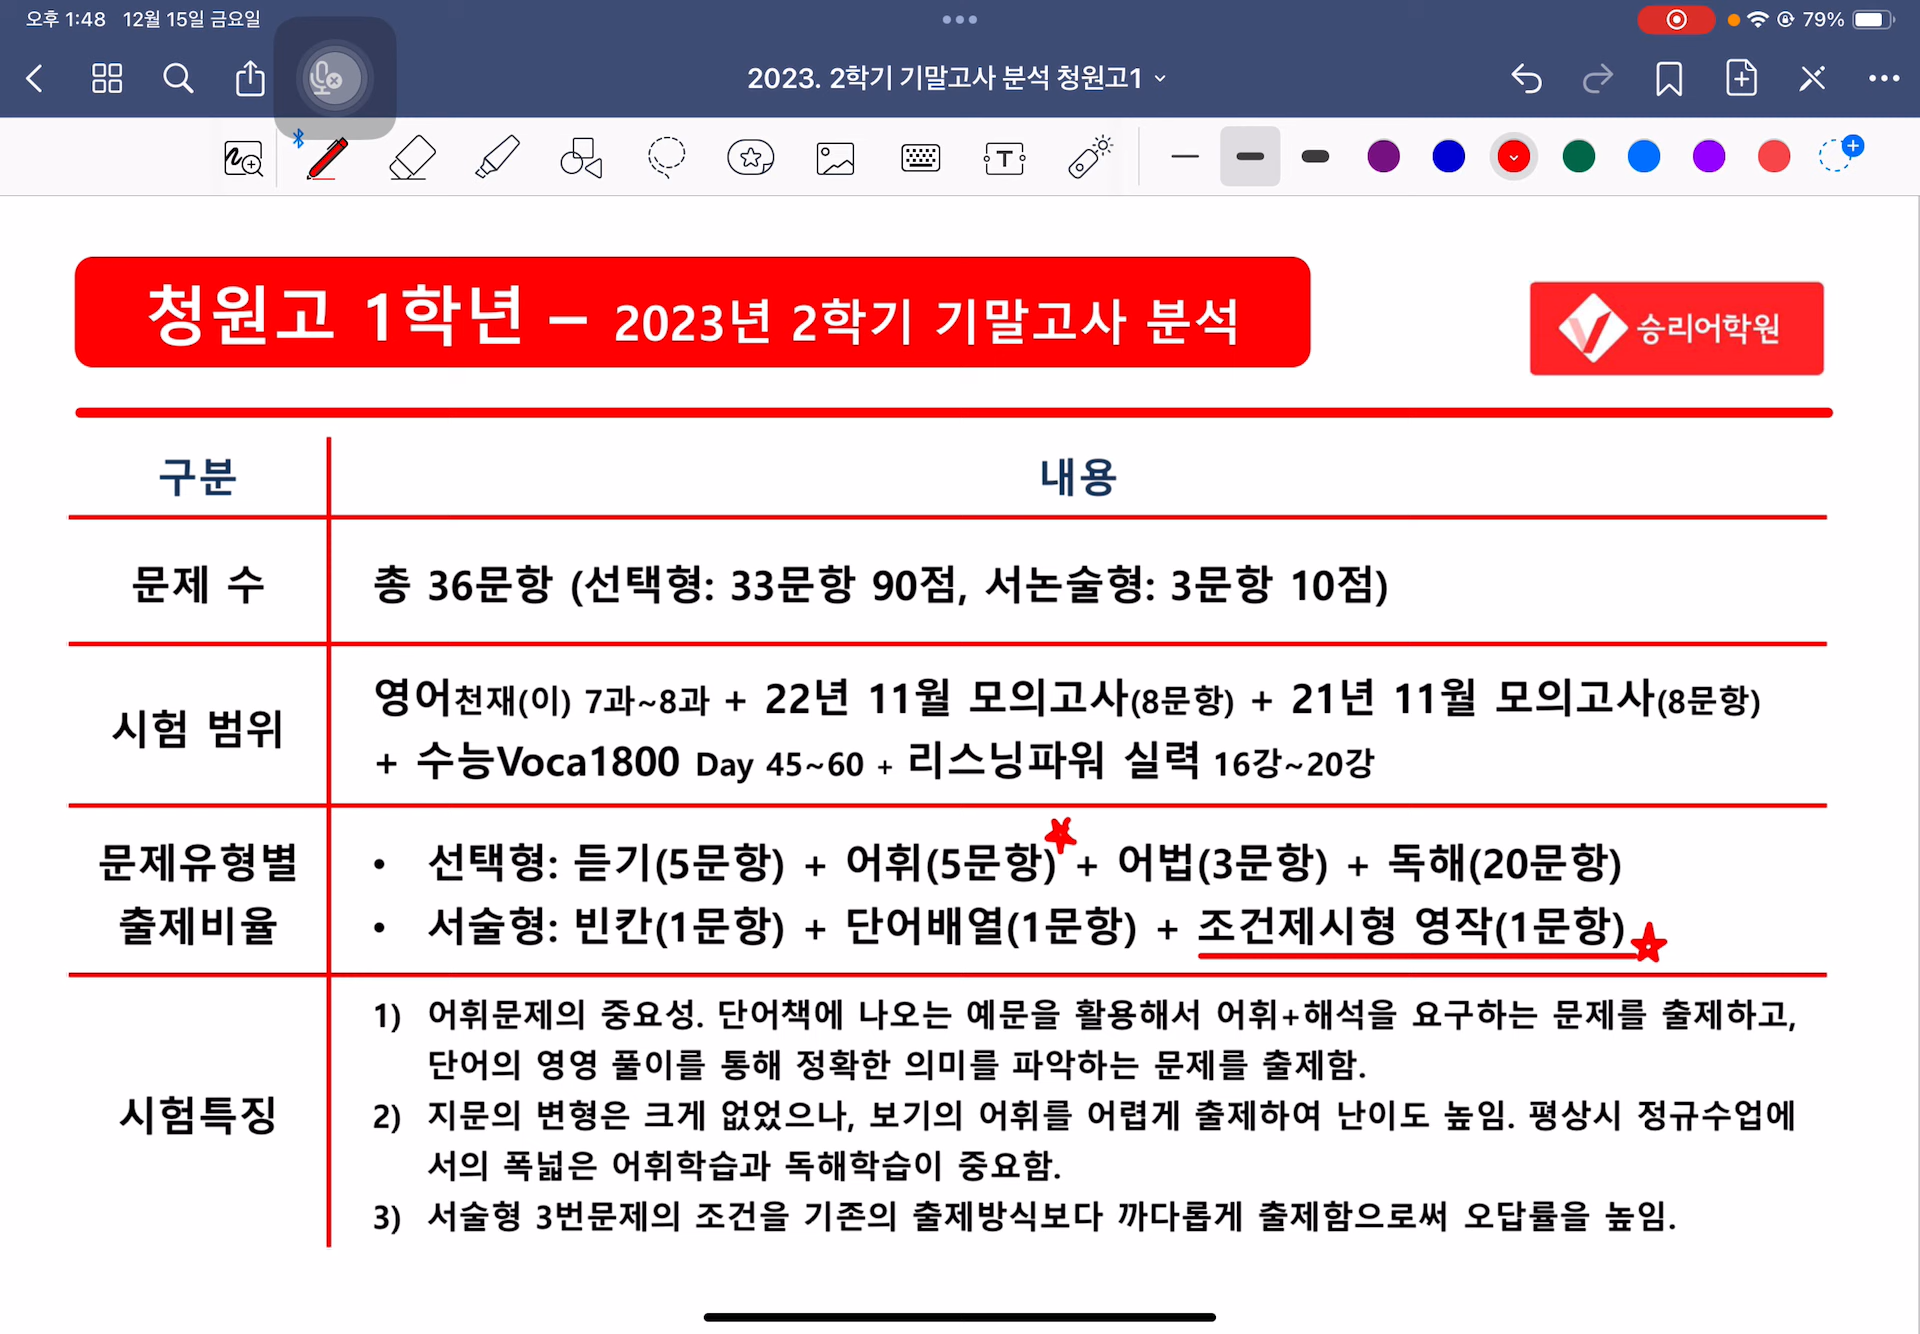 오후 1:48 12월 15일 금요일
79%
2023. 2학기 기말고사 분석 청원고1
T
청원고 1학년 – 2023년 2학기 기말고사 분석
승리어학원
구분
내용
문제 수
총 36문항 (선택형: 33문항 90점, 서논술형: 3문항 10점)
시험 범위
영어천재(이) 7과~8과 + 22년 11월 모의고사(8문항) + 21년 11월 모의고사(8문항)
+ 수능Voca1800 Day 45~60 + 리스닝파워 실력 16강~20강
문제유형별
출제비율
• 선택형: 듣기(5문항) + 어휘(5문항) + 어법(3문항) + 독해(20문항)
• 서술형: 빈칸(1문항) + 단어배열(1문항) + 조건제시형 영작(1문항)
시험특징
1) 어휘문제의 중요성. 단어책에 나오는 예문을 활용해서 어휘+해석을 요구하는 문제를 출제하고,
단어의 영영 풀이를 통해 정확한 의미를 파악하는 문제를 출제함.
2) 지문의 변형은 크게 없었으나, 보기의 어휘를 어렵게 출제하여 난이도 높임. 평상시 정규수업에
서의 폭넓은 어휘학습과 독해학습이 중요함.
3) 서술형 3번문제의 조건을 기존의 출제방식보다 까다롭게 출제함으로써 오답률을 높임.